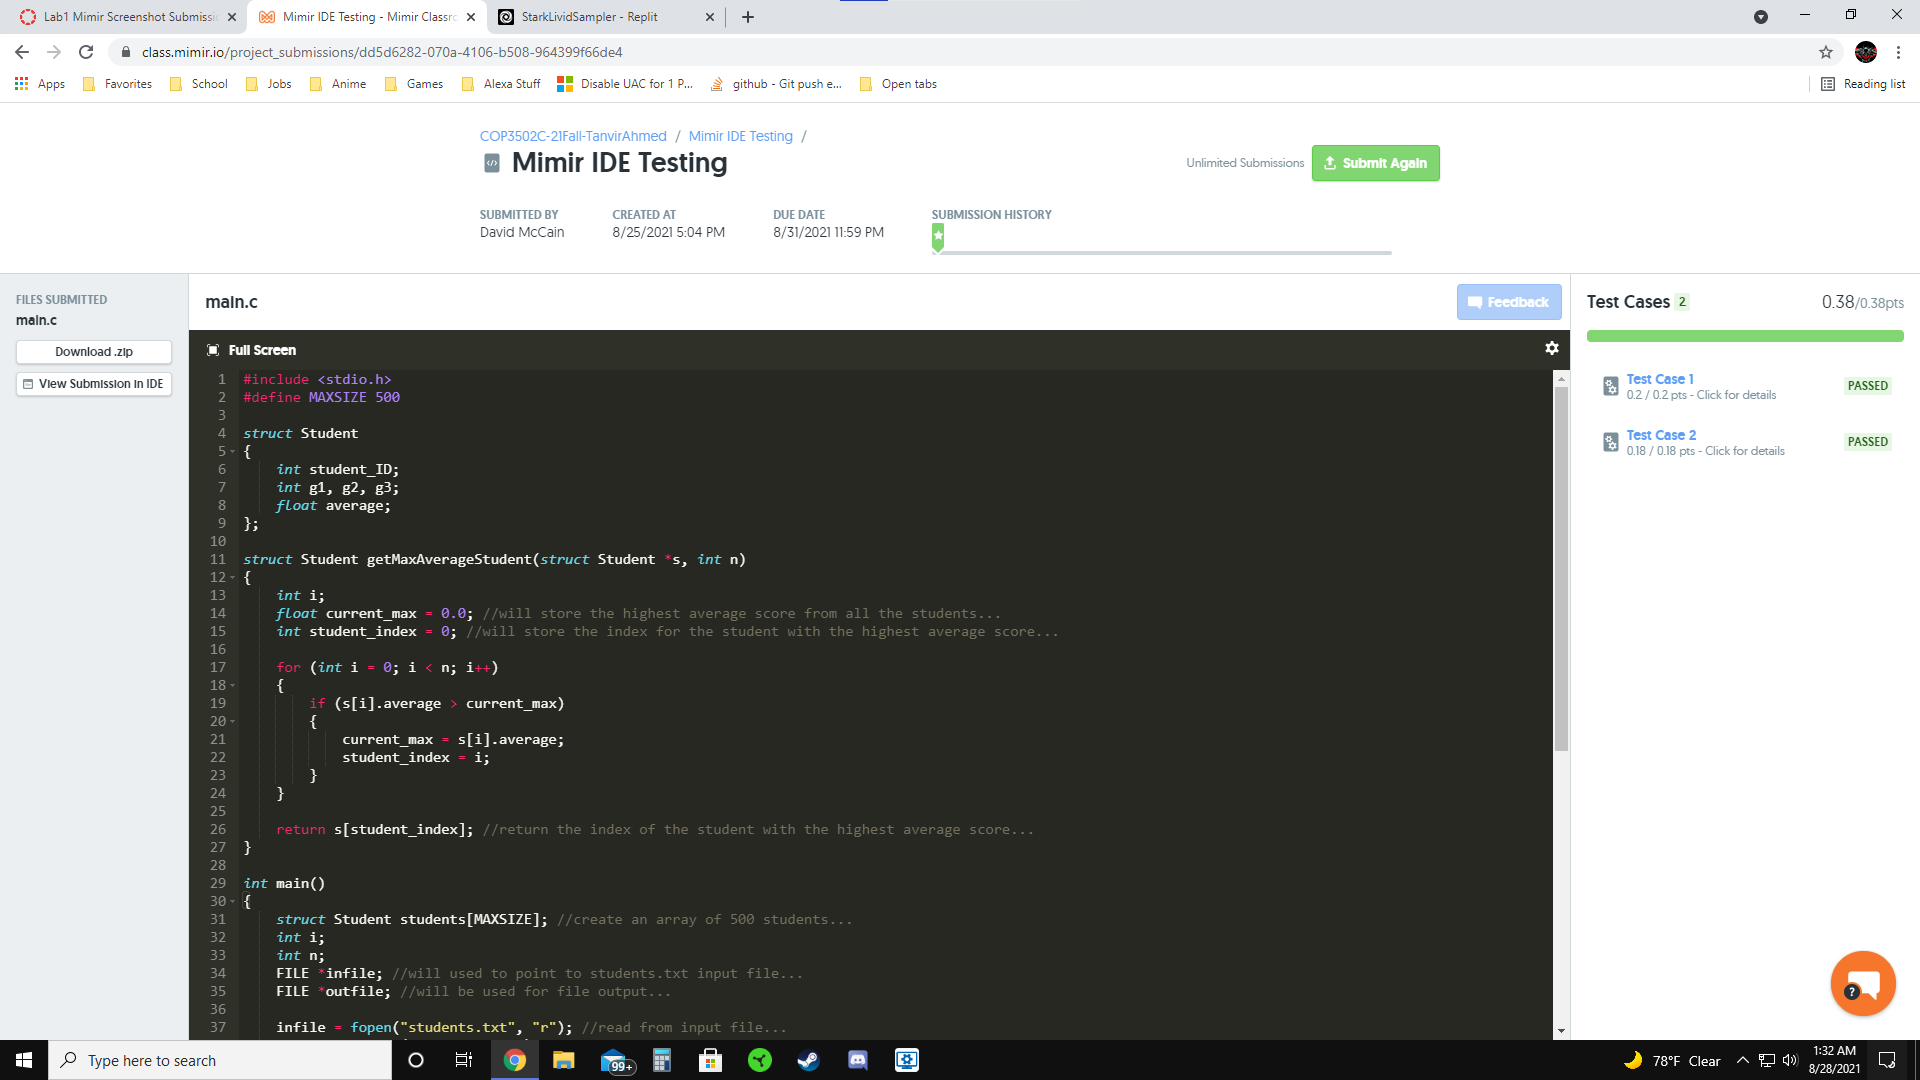 Lab1 Mimir Screenshot Submissi
Mimir IDE Testing - Mimir Classro
StarkLividSampler - Replit
class.mimir.io/project_submissions/dd5d6282-070a-4106-b508-964399f66de4
Apps Favorites School Jobs Anime Games Alexa Stuff Disable UAC for 1 P... github - Git push e... Open tabs Reading list
COP3502C-21Fall-TanvirAhmed / Mimir IDE Testing /
Mimir IDE Testing
Unlimited Submissions Submit Again
SUBMITTED BY CREATED AT DUE DATE SUBMISSION HISTORY
David McCain 8/25/2021 5:04 PM 8/31/2021 11:59 PM
FILES SUBMITTED
main.c
Download .zip
View Submission in IDE
main.c
Feedback
Full Screen
1 #include <stdio.h>
2 #define MAXSIZE 500
3
4 struct Student
5 {
6 int student_ID;
7 int g1, g2, g3;
8 float average;
9 };
10
11 struct Student getMaxAverageStudent(struct Student *s, int n)
12 {
13 int i;
14 float current_max = 0.0; //will store the highest average score from all the students...
15 int student_index = 0; //will store the index for the student with the highest average score...
16
17 for (int i = 0; i < n; i++)
18 {
19 if (s[i].average > current_max)
20 {
21 current_max = s[i].average;
22 student_index = i;
23 }
24 }
25
26 return s[student_index]; //return the index of the student with the highest average score...
27 }
28
29 int main()
30 {
31 struct Student students[MAXSIZE]; //create an array of 500 students...
32 int i;
33 int n;
34 FILE *infile; //will used to point to students.txt input file...
35 FILE *outfile; //will be used for file output...
36
37 infile = fopen("students.txt", "r"); //read from input file...
Test Cases 2 0.38/0.38pts
Test Case 1
0.2 / 0.2 pts - Click for details
PASSED
Test Case 2
0.18 / 0.18 pts - Click for details
PASSED
Type here to search
99+
78°F Clear
1:32 AM
8/28/2021